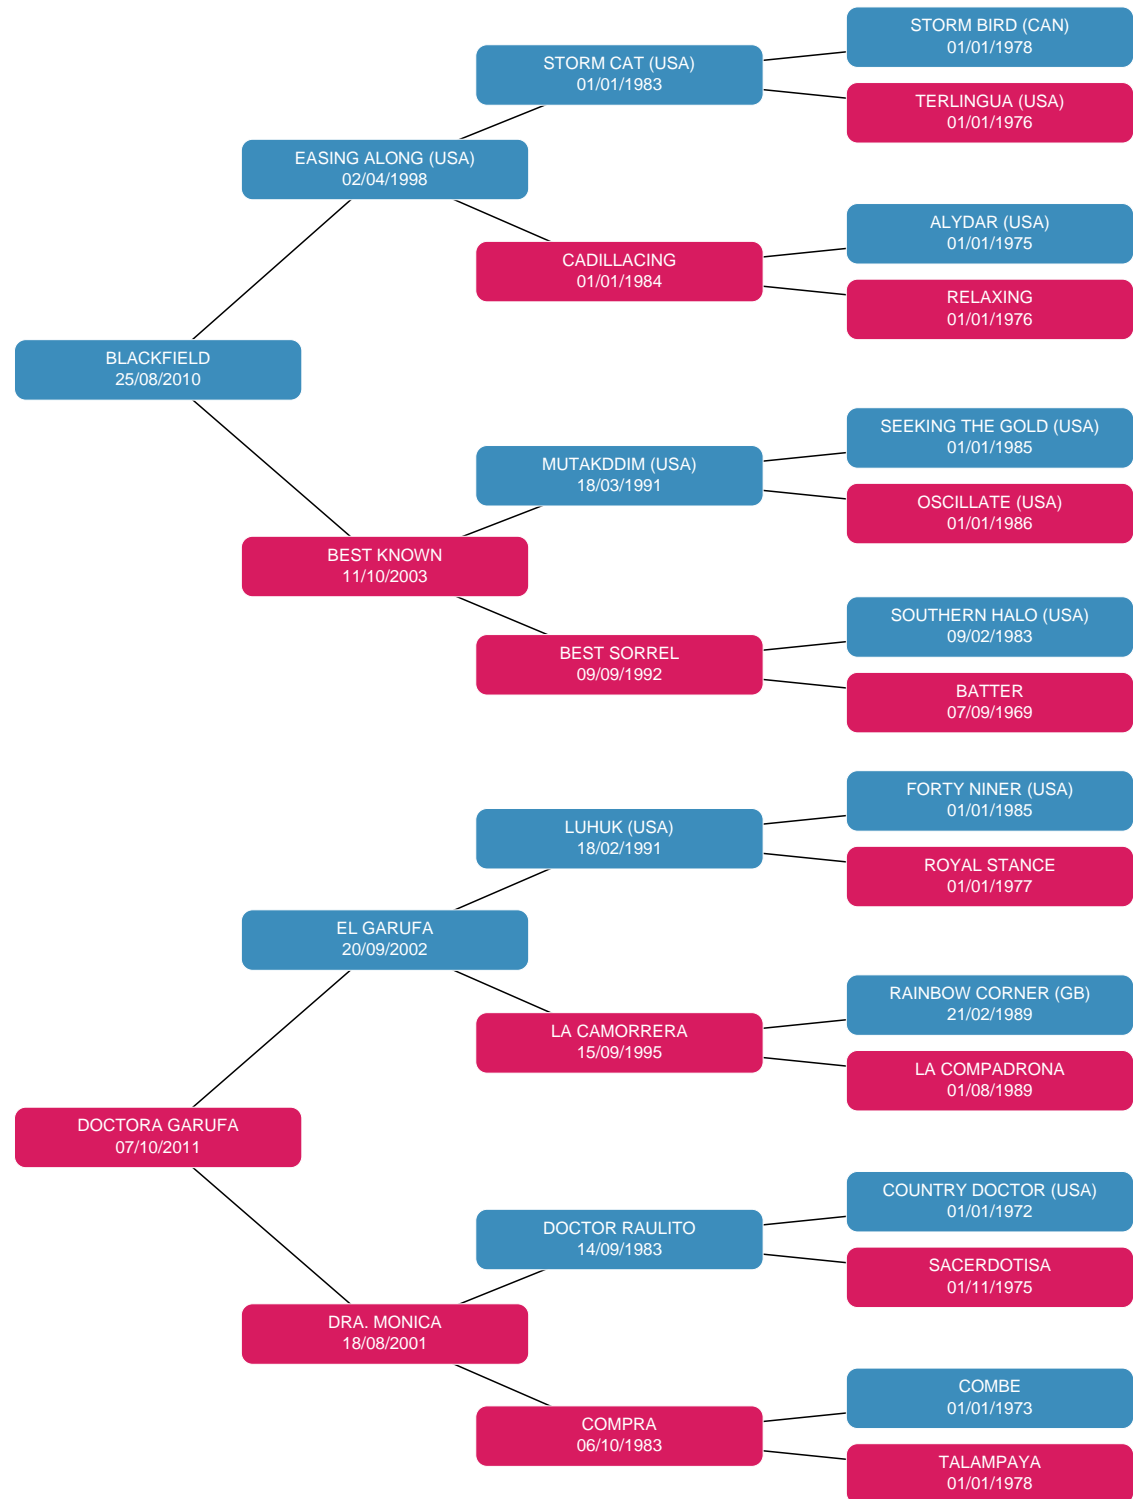 STORM BIRD (CAN)
01/01/1978
STORM CAT (USA)
01/01/1983
TERLINGUA (USA)
01/01/1976
EASING ALONG (USA)
02/04/1998
ALYDAR (USA)
01/01/1975
CADILLACING
01/01/1984
RELAXING
01/01/1976
BLACKFIELD
25/08/2010
SEEKING THE GOLD (USA)
01/01/1985
MUTAKDDIM (USA)
18/03/1991
OSCILLATE (USA)
01/01/1986
BEST KNOWN
11/10/2003
SOUTHERN HALO (USA)
09/02/1983
BEST SORREL
09/09/1992
BATTER
07/09/1969
FORTY NINER (USA)
01/01/1985
LUHUK (USA)
18/02/1991
ROYAL STANCE
01/01/1977
EL GARUFA
20/09/2002
RAINBOW CORNER (GB)
21/02/1989
LA CAMORRERA
15/09/1995
LA COMPADRONA
01/08/1989
DOCTORA GARUFA
07/10/2011
COUNTRY DOCTOR (USA)
01/01/1972
DOCTOR RAULITO
14/09/1983
SACERDOTISA
01/11/1975
DRA. MONICA
18/08/2001
COMBE
01/01/1973
COMPRA
06/10/1983
TALAMPAYA
01/01/1978